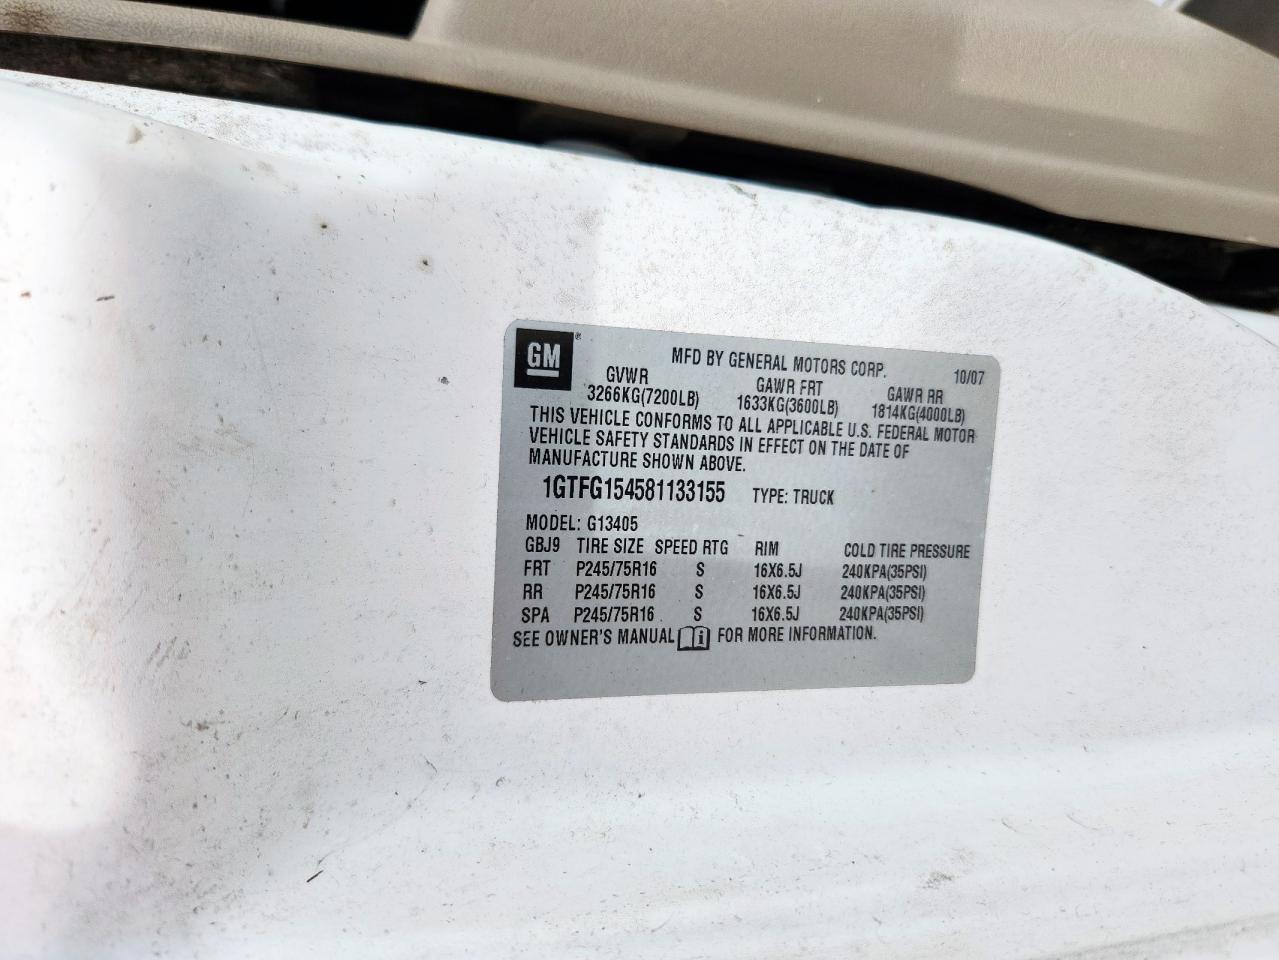 GM ® MFD BY GENERAL MOTORS CORP. 10/07
GVWR GAWR FRT GAWR RR
3266KG(7200LB) 1633KG(3600LB) 1814KG(4000LB)
THIS VEHICLE CONFORMS TO ALL APPLICABLE U.S. FEDERAL MOTOR
VEHICLE SAFETY STANDARDS IN EFFECT ON THE DATE OF
MANUFACTURE SHOWN ABOVE.
1GTFG154581133155 TYPE: TRUCK
MODEL: G13405
GBJ9 TIRE SIZE SPEED RTG RIM COLD TIRE PRESSURE
FRT P245/75R16 S 16X6.5J 240KPA(35PSI)
RR P245/75R16 S 16X6.5J 240KPA(35PSI)
SPA P245/75R16 S 16X6.5J 240KPA(35PSI)
SEE OWNER'S MANUAL i FOR MORE INFORMATION.